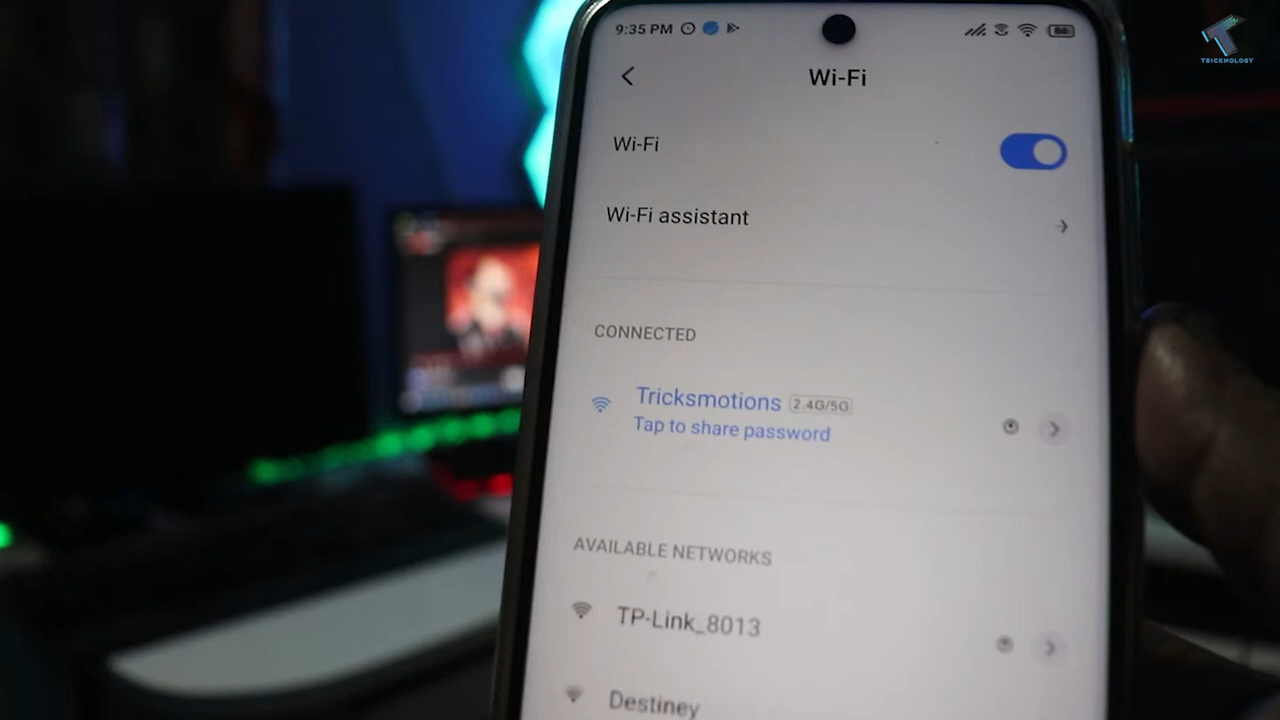 9:35 PM
TRICKNOLOGY
Wi-Fi
Wi-Fi
Wi-Fi assistant
CONNECTED
Tricksmotions 2.4G/5G
Tap to share password
AVAILABLE NETWORKS
TP-Link_8013
Destiney